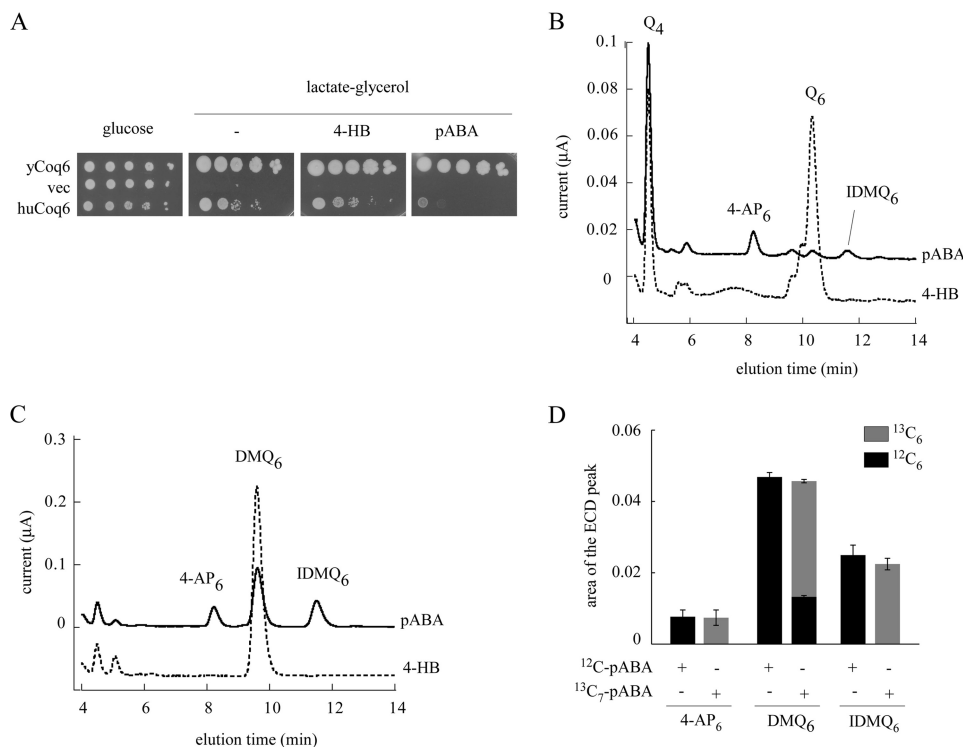 A
lactate-glycerol
glucose - 4-HB pABA
yCoq6
vec
huCoq6
B
Q4
0.1
0.08
0.06
0.04
0.02
0
current (µA)
Q6
4-AP6
IDMQ6
pABA
4-HB
4 6 8 10 12 14
elution time (min)
C
0.3
0.2
0.1
0
current (µA)
DMQ6
4-AP6
IDMQ6
pABA
4-HB
4 6 8 10 12 14
elution time (min)
D
0.06
0.04
0.02
0
area of the ECD peak
13C6
12C6
12C-pABA + - + - + -
13C7-pABA - + - + - +
4-AP6 DMQ6 IDMQ6